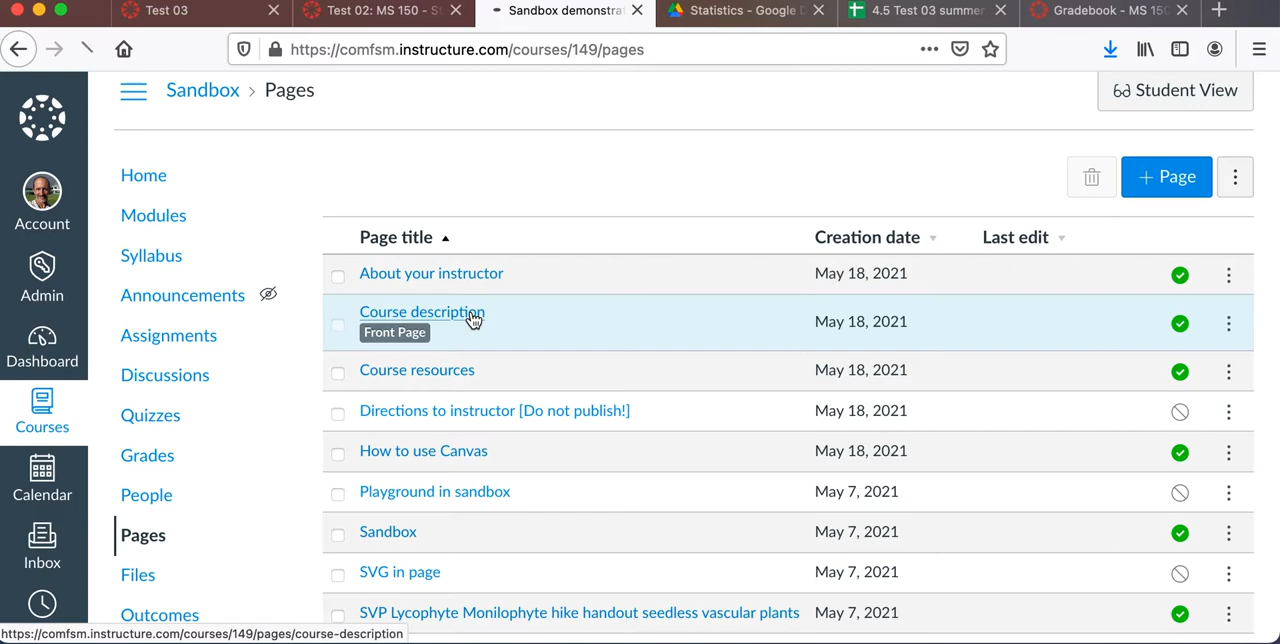 Test 03
Test 02: MS 150 - St
Sandbox demonstrat
Statistics - Google D
4.5 Test 03 summer
Gradebook - MS 150
https://comfsm.instructure.com/courses/149/pages
Sandbox › Pages
Student View
Account
Admin
Dashboard
Courses
Calendar
Inbox
Home
Modules
Syllabus
Announcements
Assignments
Discussions
Quizzes
Grades
People
Pages
Files
Outcomes
+ Page
Page title Creation date Last edit
About your instructor May 18, 2021
Course description May 18, 2021
Front Page
Course resources May 18, 2021
Directions to instructor [Do not publish!] May 18, 2021
How to use Canvas May 18, 2021
Playground in sandbox May 7, 2021
Sandbox May 7, 2021
SVG in page May 7, 2021
SVP Lycophyte Monilophyte hike handout seedless vascular plants May 7, 2021
https://comfsm.instructure.com/courses/149/pages/course-description